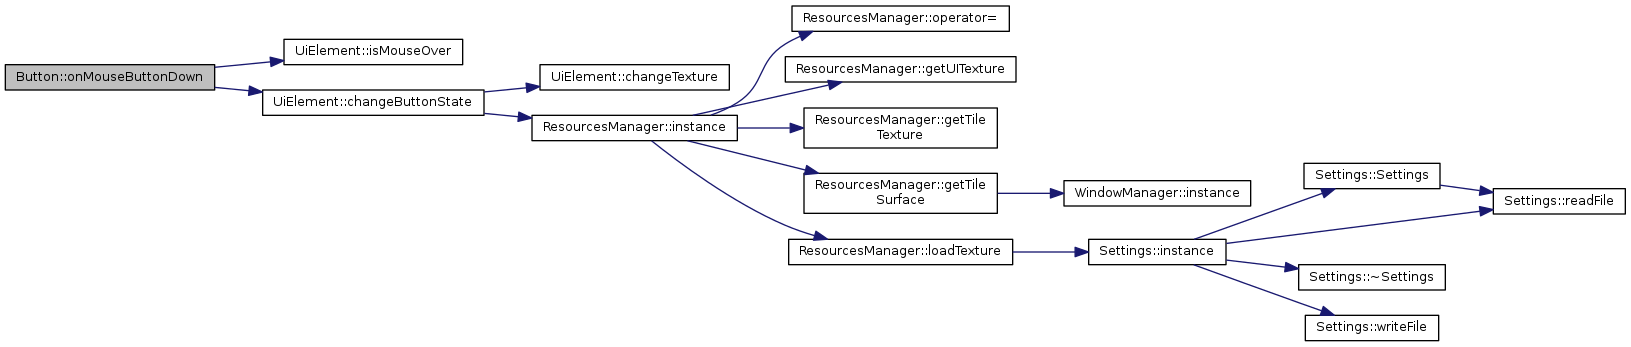 Button::onMouseButtonDown
UiElement::isMouseOver
UiElement::changeButtonState
UiElement::changeTexture
ResourcesManager::instance
ResourcesManager::operator=
ResourcesManager::getUITexture
ResourcesManager::getTile
Texture
ResourcesManager::getTile
Surface
ResourcesManager::loadTexture
WindowManager::instance
Settings::instance
Settings::Settings
Settings::readFile
Settings::~Settings
Settings::writeFile